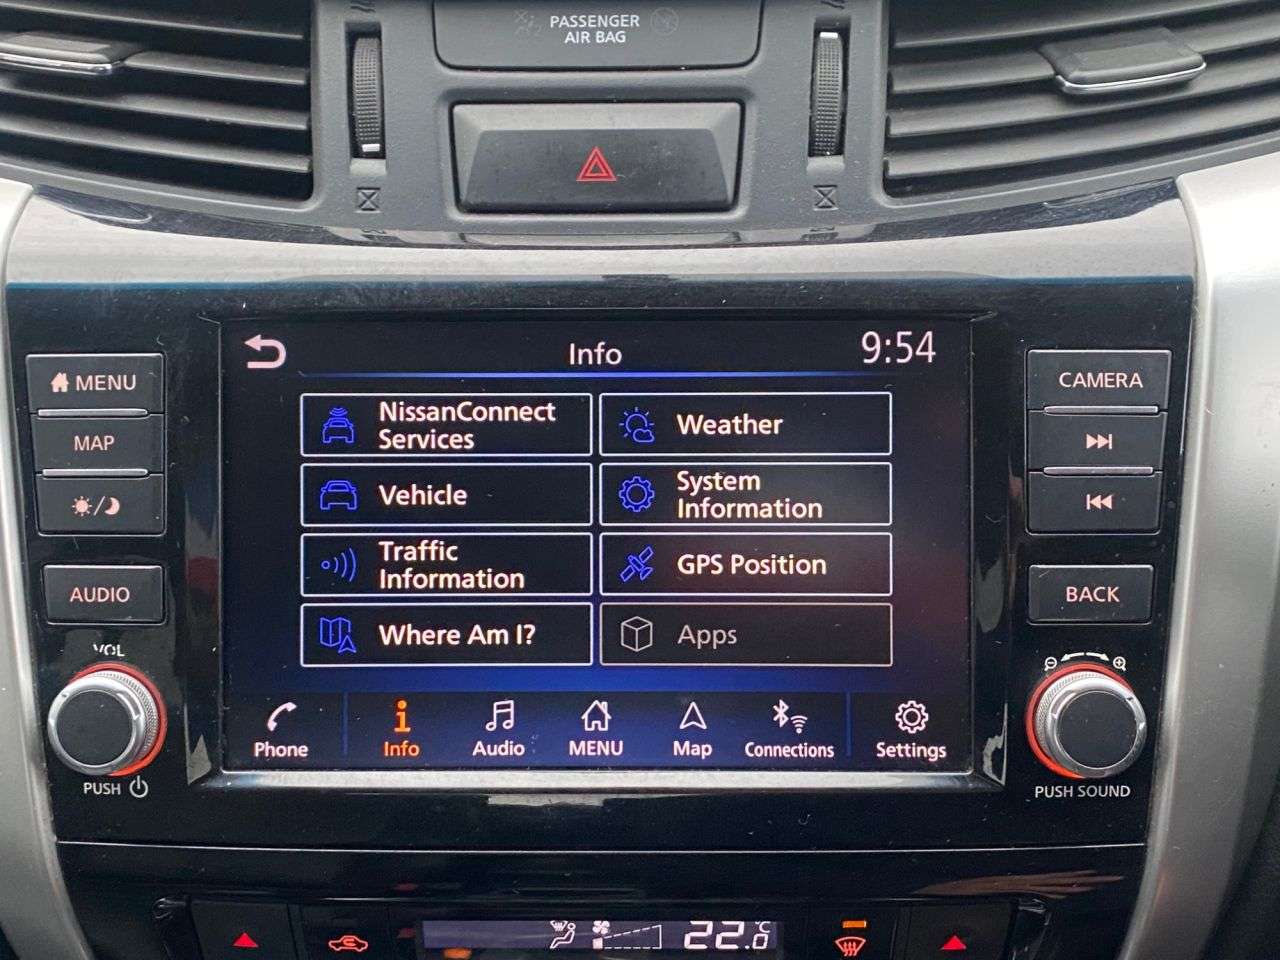 PASSENGER
AIR BAG
MENU
MAP
AUDIO
VOL
PUSH
Info
9:54
NissanConnect
Services
Weather
Vehicle
System
Information
Traffic
Information
GPS Position
Where Am I?
Apps
Phone
Info
Audio
MENU
Map
Connections
Settings
CAMERA
BACK
PUSH SOUND
22.0
°C